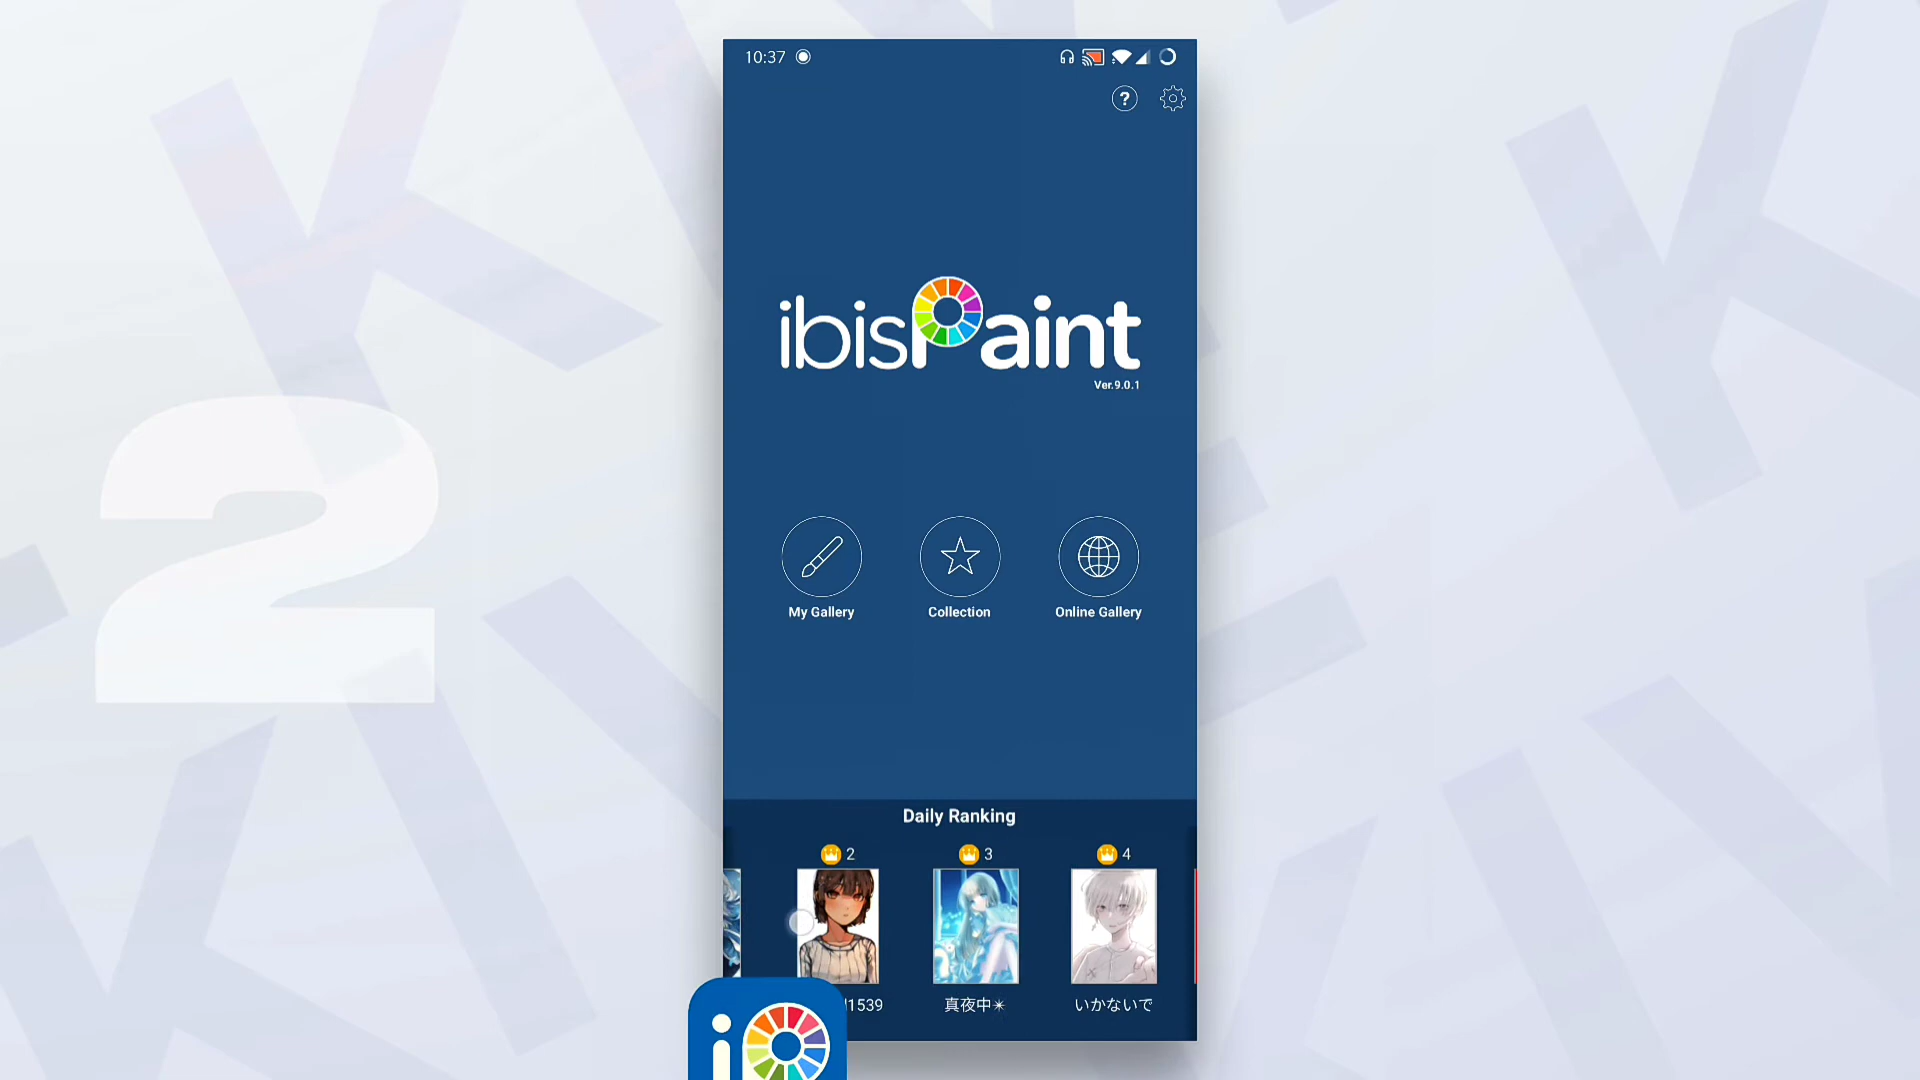 10:37
?
ibisPaint
Ver.9.0.1
2
My Gallery
Collection
Online Gallery
Daily Ranking
2
3
4
1539
真夜中✴
いかないで